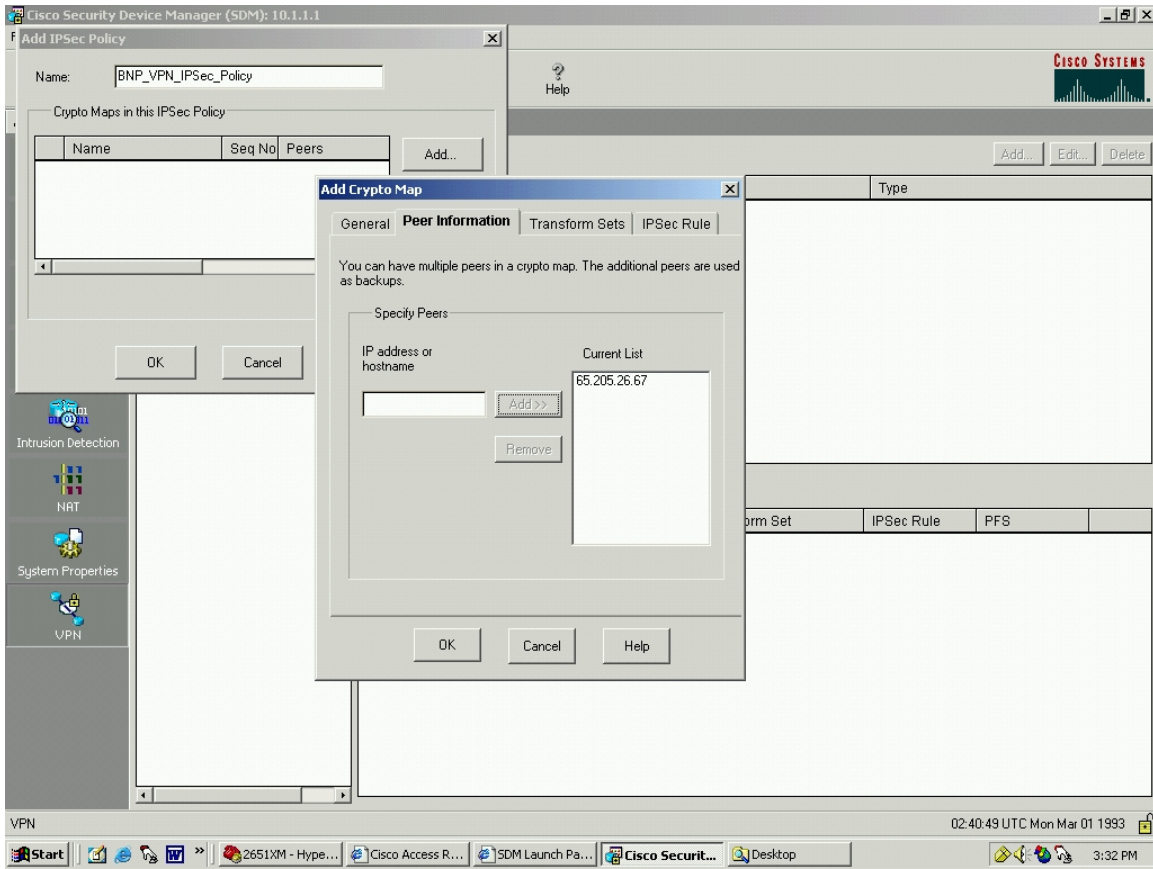 Cisco Security Device Manager (SDM): 10.1.1.1
F
Add IPSec Policy
Name: BNP_VPN_IPSec_Policy
Help
CISCO SYSTEMS
Crypto Maps in this IPSec Policy
Name Seq No Peers
Add...
Add... Edit... Delete
Type
Add Crypto Map
General Peer Information Transform Sets IPSec Rule
You can have multiple peers in a crypto map. The additional peers are used
as backups.
Specify Peers
IP address or
hostname
Current List
65.205.26.67
Add >>
Remove
OK Cancel
OK Cancel Help
Intrusion Detection
NAT
System Properties
VPN
orm Set IPSec Rule PFS
VPN
02:40:49 UTC Mon Mar 01 1993
Start » 2651XM - Hype... Cisco Access R... SDM Launch Pa... Cisco Securit... Desktop 3:32 PM